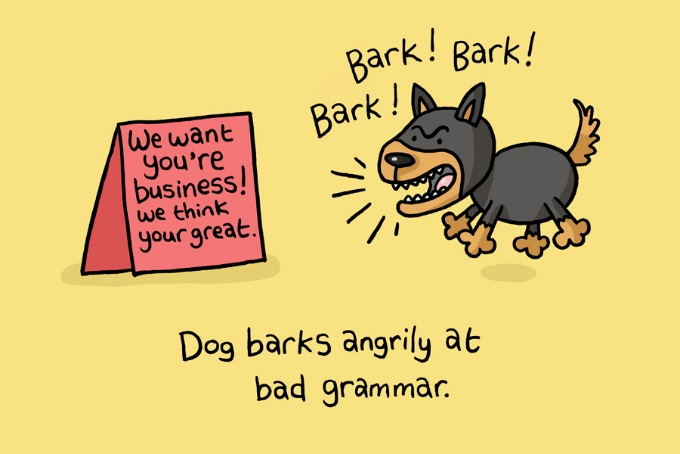 Bark! Bark!
Bark!
We want
you're
business!
we think
your great.
Dog barks angrily at
bad grammar.